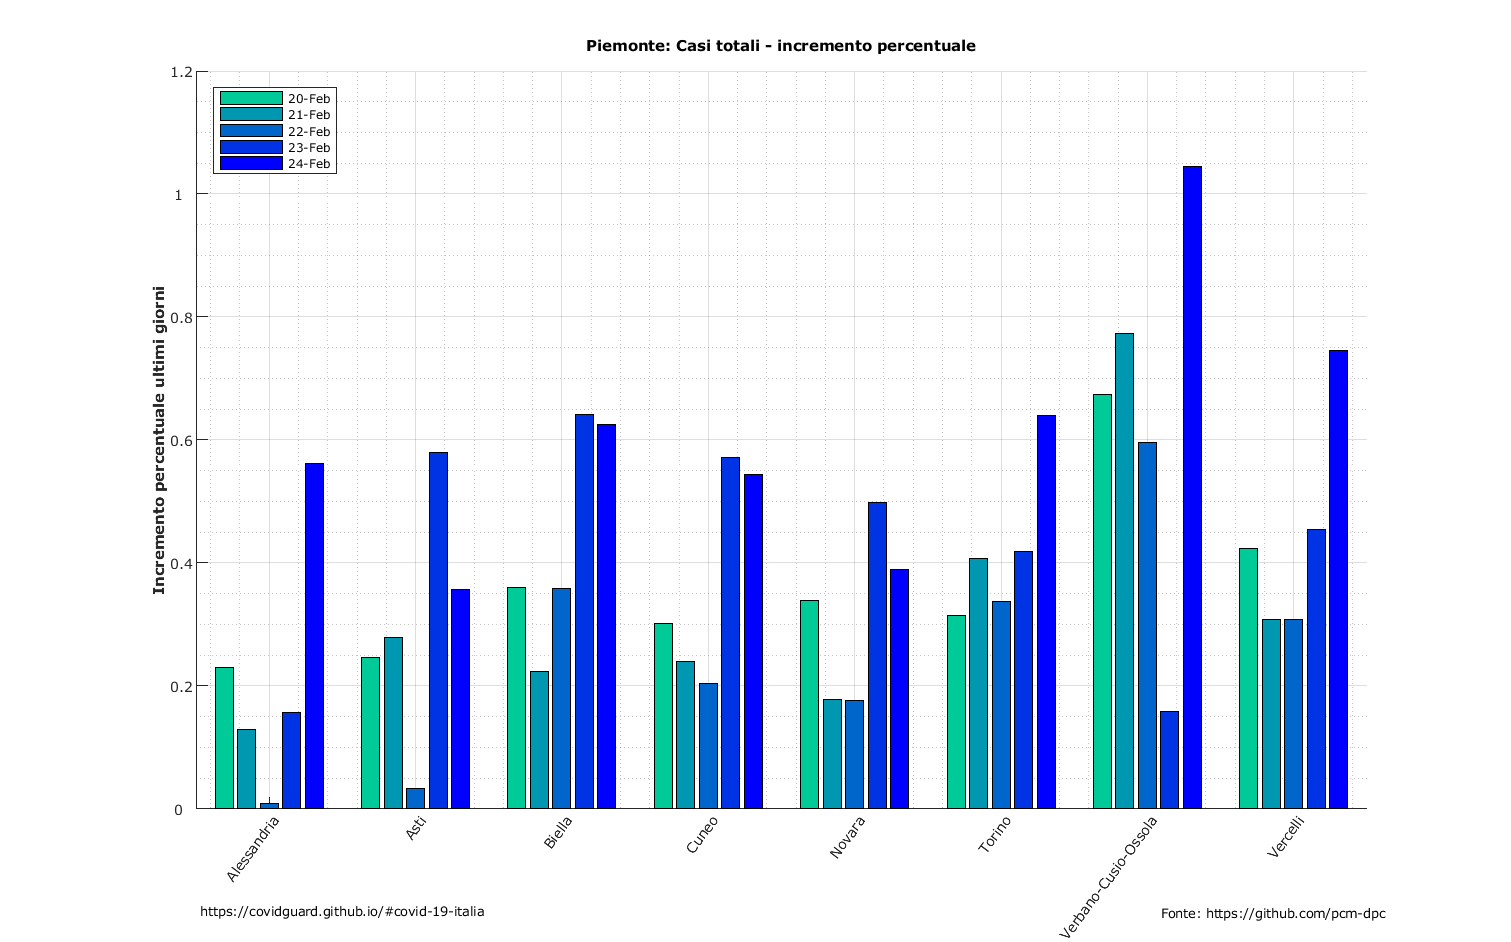 Piemonte: Casi totali - incremento percentuale
1.2
1
0.8
0.6
0.4
0.2
0
Incremento percentuale ultimi giorni
20-Feb
21-Feb
22-Feb
23-Feb
24-Feb
Alessandria
Asti
Biella
Cuneo
Novara
Torino
Verbano-Cusio-Ossola
Vercelli
https://covidguard.github.io/#covid-19-italia
Fonte: https://github.com/pcm-dpc